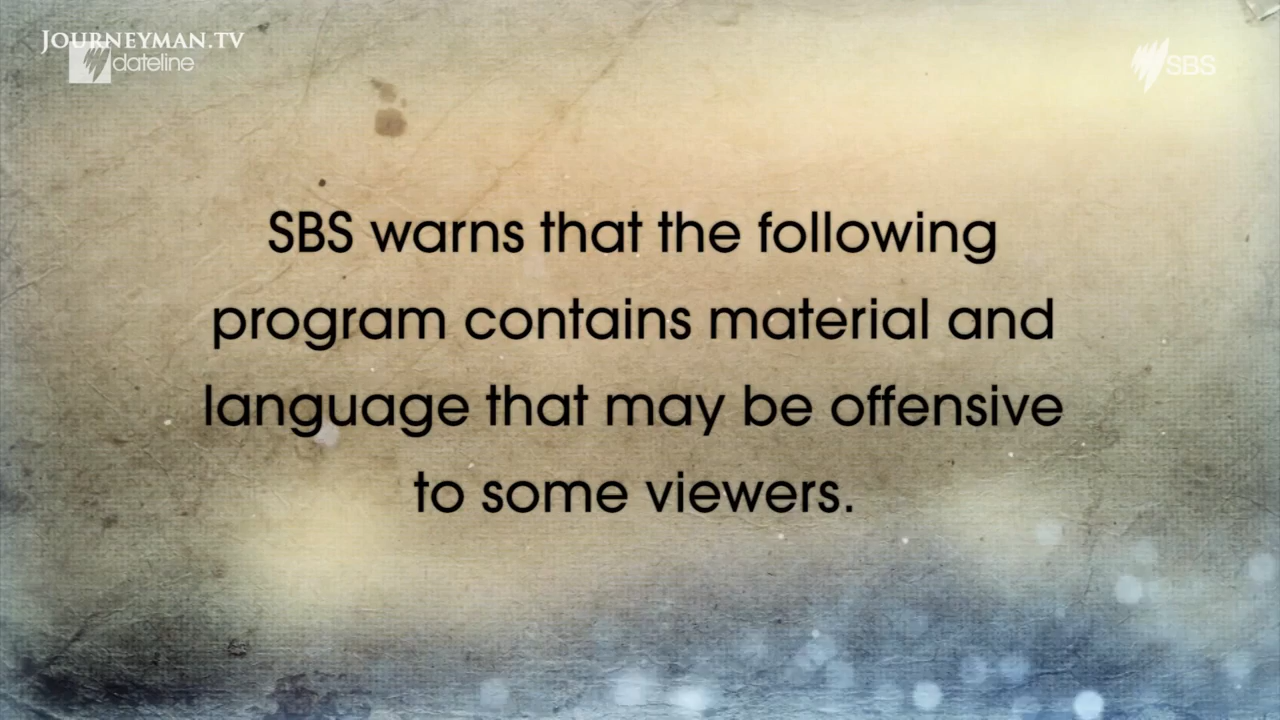 JOURNEYMAN.TV
dateline
SBS
SBS warns that the following
program contains material and
language that may be offensive
to some viewers.